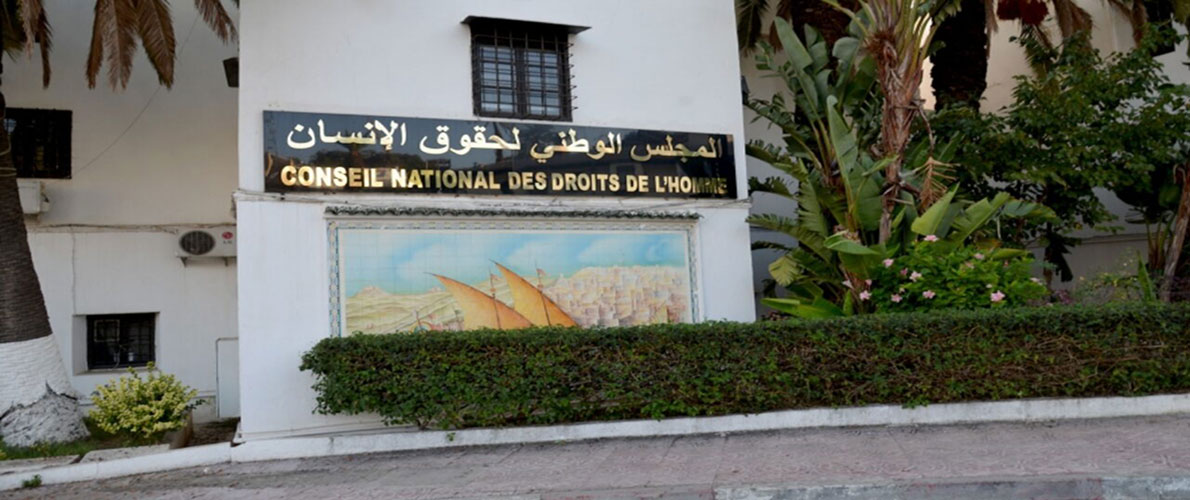 المجلس الوطني لحقوق الإنسان
CONSEIL NATIONAL DES DROITS DE L'HOMME